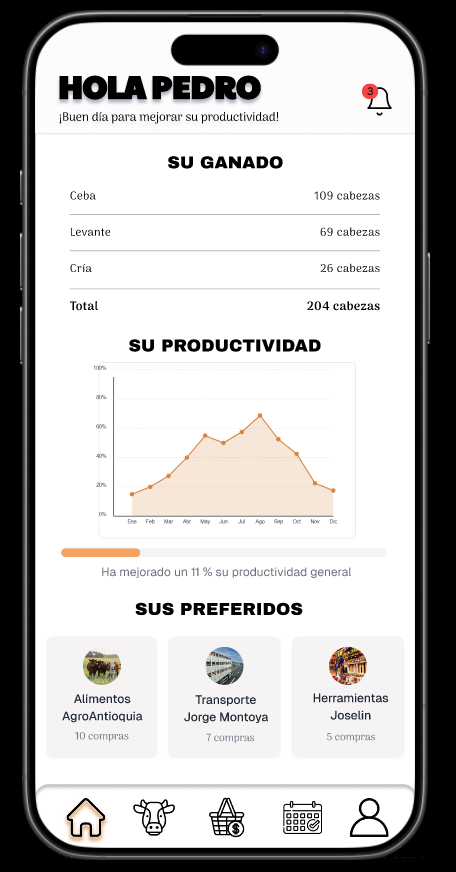 HOLA PEDRO
¡Buen día para mejorar su productividad!
3
SU GANADO
Ceba 109 cabezas
Levante 69 cabezas
Cría 26 cabezas
Total 204 cabezas
SU PRODUCTIVIDAD
100%
80%
60%
40%
20%
0%
Ene Feb Mar Abr May Jun Jul Ago Sep Oct Nov Dic
Ha mejorado un 11 % su productividad general
SUS PREFERIDOS
Alimentos
AgroAntioquia
10 compras
Transporte
Jorge Montoya
7 compras
Herramientas
Joselin
5 compras
$